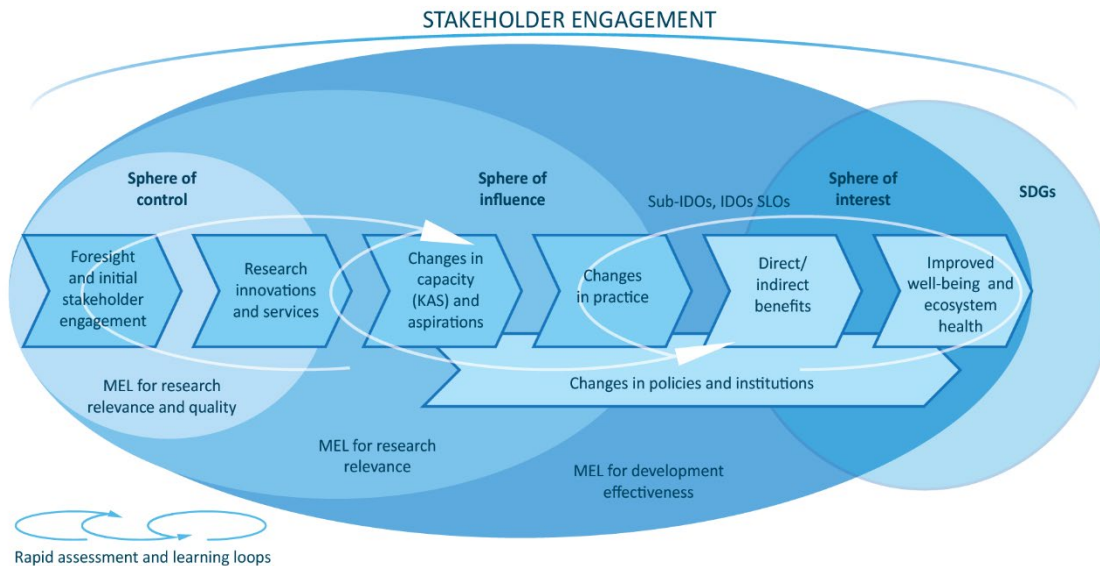 STAKEHOLDER ENGAGEMENT
Sphere of
control
Sphere of
influence
Sub-IDOs, IDOs SLOs
Sphere of
interest
SDGs
Foresight
and initial
stakeholder
engagement
Research
innovations
and services
Changes in
capacity
(KAS) and
aspirations
Changes
in practice
Direct/
indirect
benefits
Improved
well-being and
ecosystem
health
Changes in policies and institutions
MEL for research
relevance and quality
MEL for research
relevance
MEL for development
effectiveness
Rapid assessment and learning loops